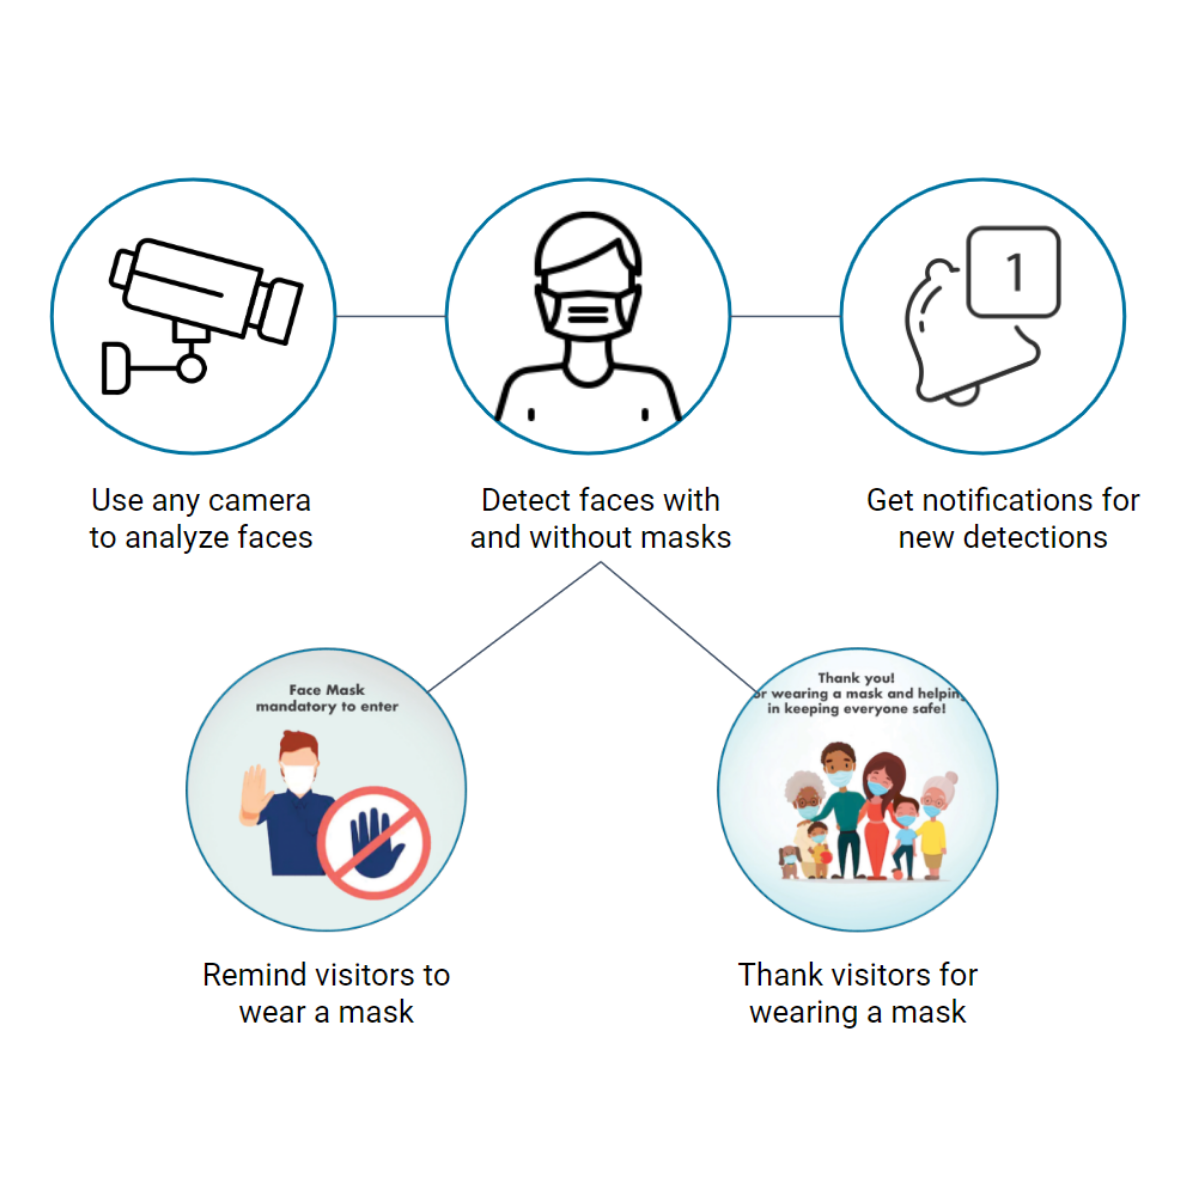 1
Use any camera
to analyze faces
Detect faces with
and without masks
Get notifications for
new detections
Face Mask
mandatory to enter
Thank you!
or wearing a mask and helpin
in keeping everyone safe!
Remind visitors to
wear a mask
Thank visitors for
wearing a mask